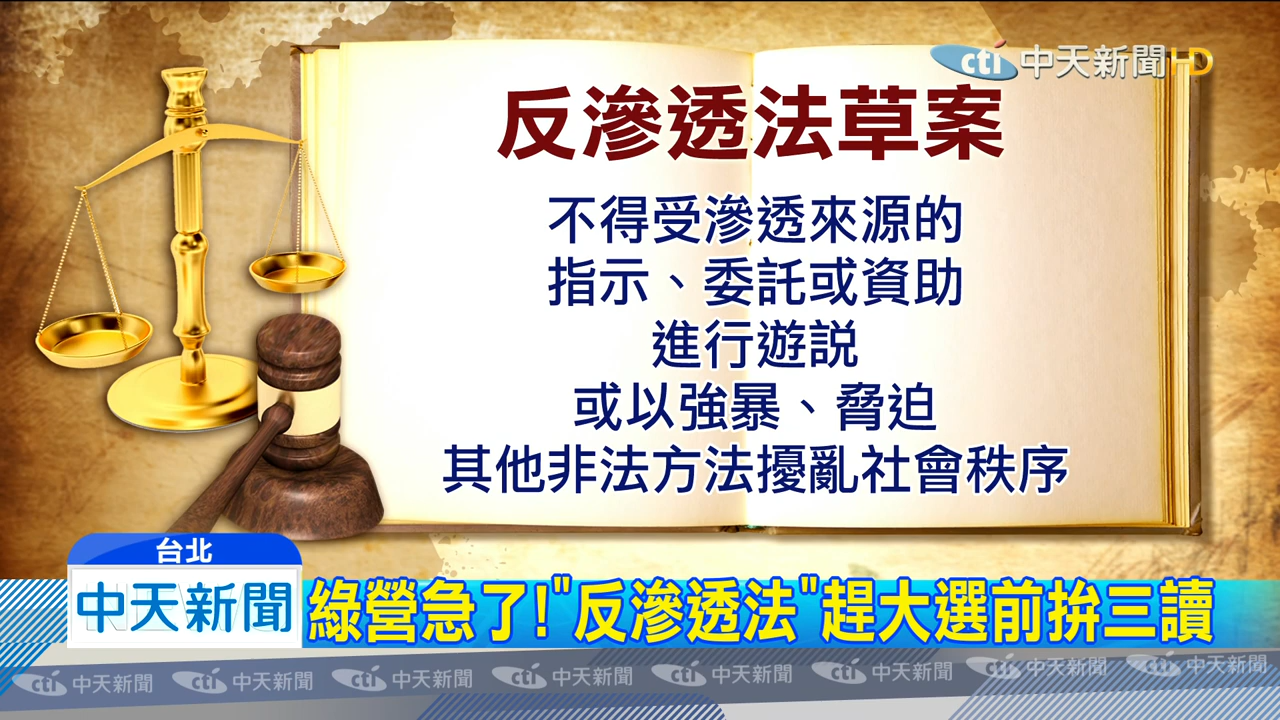 cti 中天新聞HD
反滲透法草案
不得受滲透來源的
指示、委託或資助
進行遊說
或以強暴、脅迫
其他非法方法擾亂社會秩序
台北
中天新聞
綠營急了!"反滲透法"趕大選前拚三讀
cti 中天新聞 cti 中天新聞 cti 中天新聞 cti 中天新聞 cti 中天新聞 cti 中天新聞 cti 中天新聞 cti 中天新聞